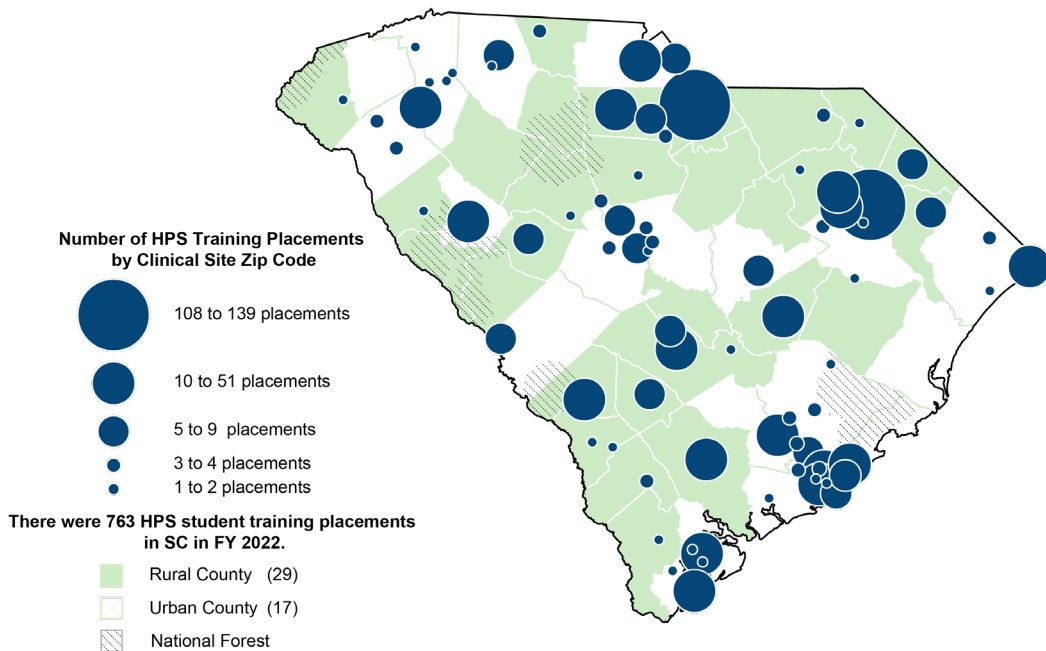 Number of HPS Training Placements
by Clinical Site Zip Code
108 to 139 placements
10 to 51 placements
5 to 9 placements
3 to 4 placements
1 to 2 placements
There were 763 HPS student training placements
in SC in FY 2022.
Rural County (29)
Urban County (17)
National Forest